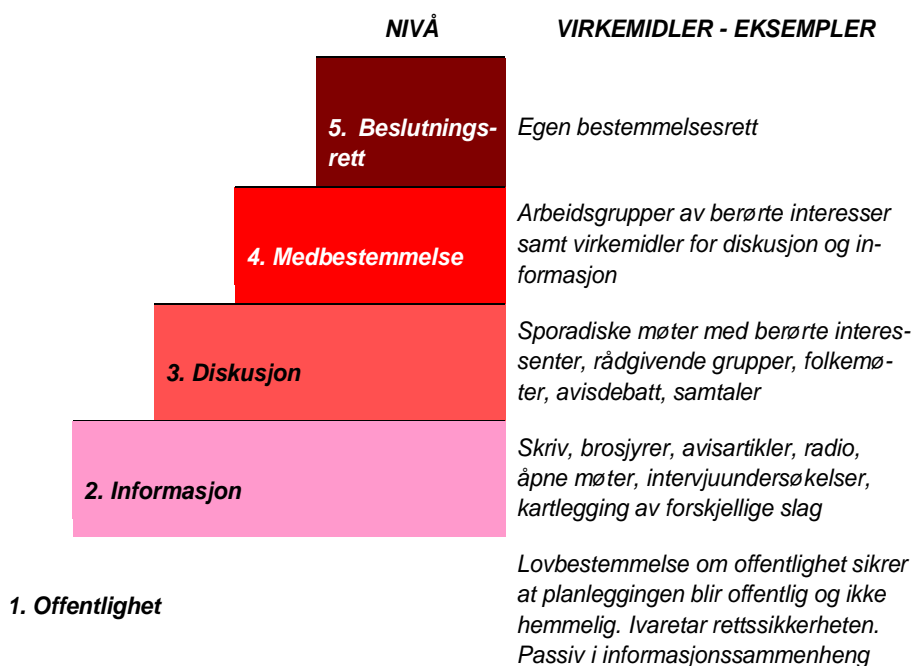 NIVÅ
VIRKEMIDLER - EKSEMPLER
5. Beslutnings-
rett
Egen bestemmelsesrett
4. Medbestemmelse
Arbeidsgrupper av berørte interesser
samt virkemidler for diskusjon og in-
formasjon
3. Diskusjon
Sporadiske møter med berørte interes-
senter, rådgivende grupper, folkemø-
ter, avisdebatt, samtaler
2. Informasjon
Skriv, brosjyrer, avisartikler, radio,
åpne møter, intervjuundersøkelser,
kartlegging av forskjellige slag
1. Offentlighet
Lovbestemmelse om offentlighet sikrer
at planleggingen blir offentlig og ikke
hemmelig. Ivaretar rettssikkerheten.
Passiv i informasjonssammenheng